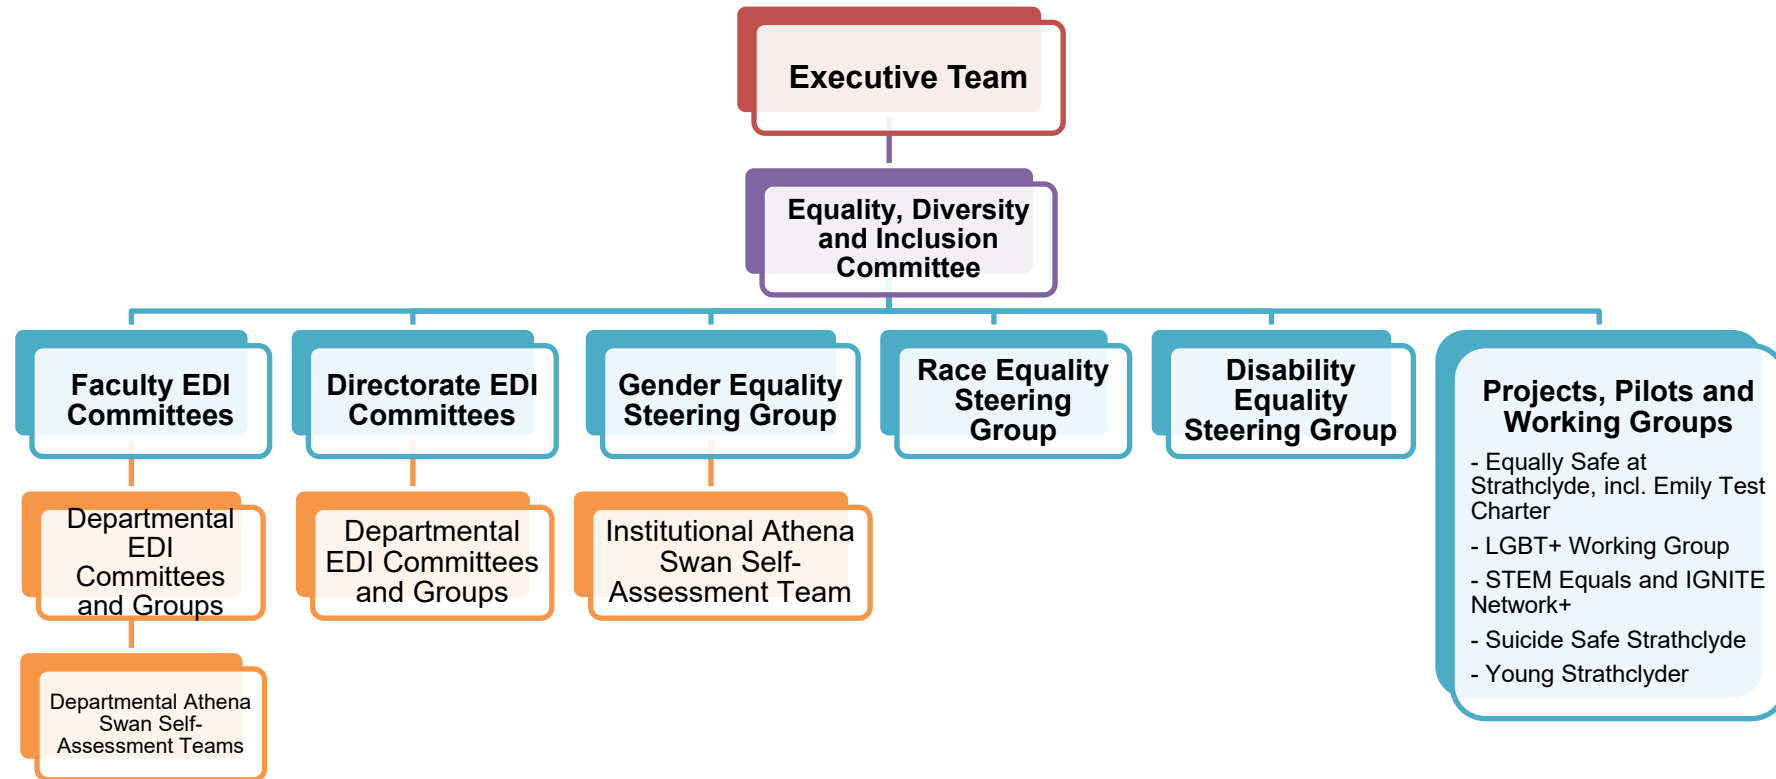 Executive Team
Equality, Diversity
and Inclusion
Committee
Faculty EDI
Committees
Directorate EDI
Committees
Gender Equality
Steering Group
Race Equality
Steering
Group
Disability
Equality
Steering Group
Projects, Pilots and
Working Groups
- Equally Safe at
Strathclyde, incl. Emily Test
Charter
- LGBT+ Working Group
- STEM Equals and IGNITE
Network+
- Suicide Safe Strathclyde
- Young Strathclyder
Departmental
EDI
Committees
and Groups
Departmental
EDI Committees
and Groups
Institutional Athena
Swan Self-
Assessment Team
Departmental Athena
Swan Self-
Assessment Teams